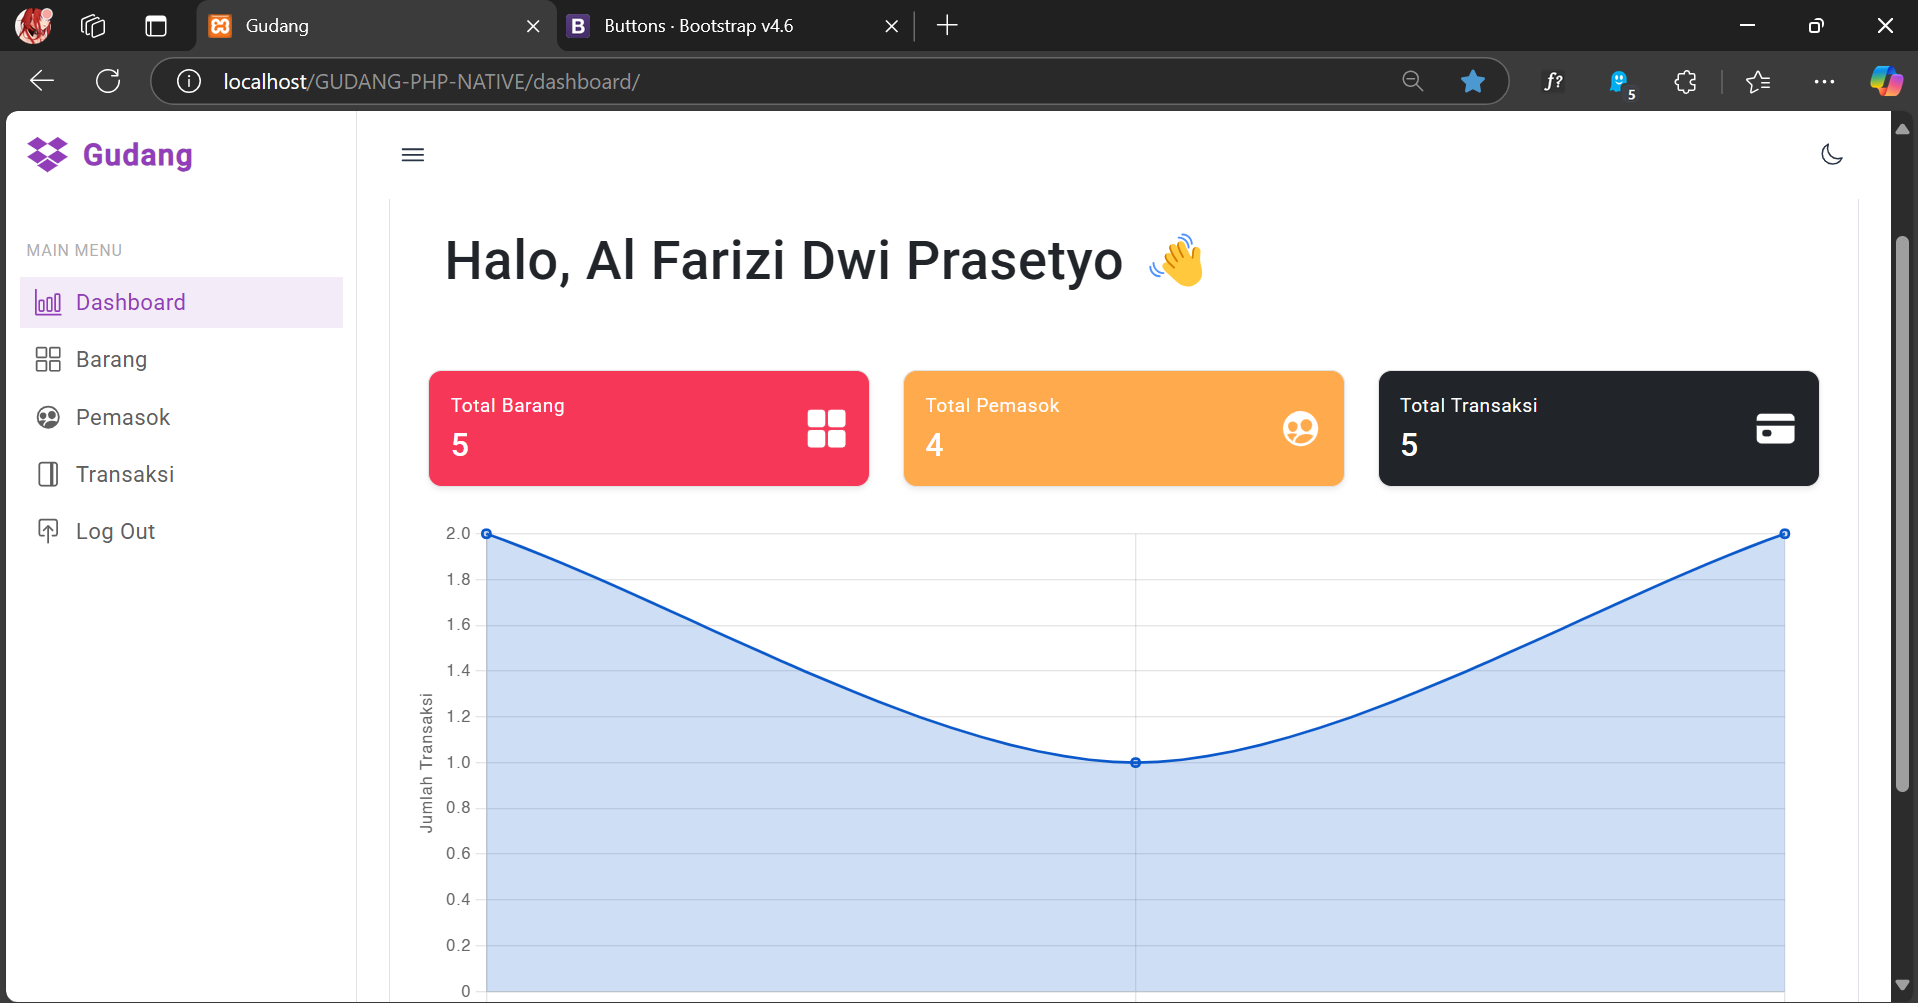 Gudang
Buttons · Bootstrap v4.6
localhost/GUDANG-PHP-NATIVE/dashboard/
f?
5
Gudang
MAIN MENU
Dashboard
Barang
Pemasok
Transaksi
Log Out
Halo, Al Farizi Dwi Prasetyo
Total Barang
5
Total Pemasok
4
Total Transaksi
5
Jumlah Transaksi
2.0
1.8
1.6
1.4
1.2
1.0
0.8
0.6
0.4
0.2
0